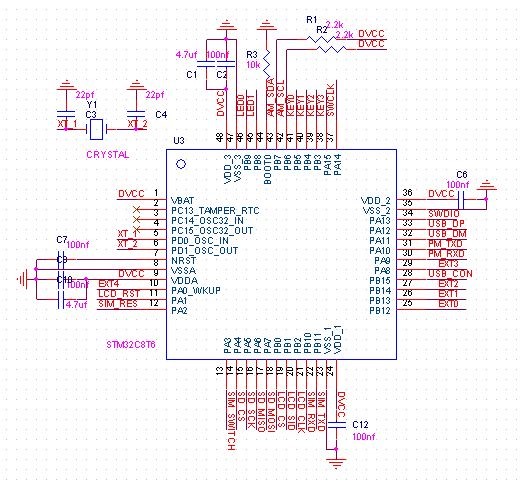 R1
2.2k
DVCC
R2
2.2k
DVCC
4.7uf
100nf
C1
C2
R3
10k
22pf
Y1
22pf
C3
C4
XT_1
XT_2
CRYSTAL
DVCC
LED0
LED1
AM_SDA
AM_SCL
KEY0
KEY1
KEY2
KEY3
SWCLK
48
47
46
45
44
43
42
41
40
39
38
37
U3
VDD_3
VSS_3
PB9
PB8
BOOT0
PB7
PB6
PB5
PB4
PB3
PA15
PA14
DVCC 1 VBAT
2 PC13_TAMPER_RTC
3 PC14_OSC32_IN
4 PC15_OSC32_OUT
XT_1 5 PD0_OSC_IN
XT_2 6 PD1_OSC_OUT
7 NRST
8 VSSA
DVCC 9 VDDA
EXT4 10 PA0_WKUP
LCD_RST 11 PA1
SIM_RES 12 PA2
C7
100nf
C9
C10
100nf
4.7uf
VDD_2 36 DVCC
VSS_2 35
PA13 34 SWDIO
PA12 33 USB_DP
PA11 32 USB_DM
PA10 31 PM_TXD
PA9 30 PM_RXD
PA8 29 EXT3
PB15 28 USB_CON
PB14 27 EXT2
PB13 26 EXT1
PB12 25 EXT0
C6
100nf
STM32C8T6
PA3
PA4
PA5
PA6
PA7
PB0
PB1
PB2
PB10
PB11
VSS_1
VDD_1
13
14
15
16
17
18
19
20
21
22
23
24
SIM_SWITCH
SD_CS
SD_SCK
SD_MISO
SD_MOSI
LCD_CS
LCD_SID
LCD_CLK
SIM_RXD
SIM_TXD
DVCC
C12
100nf